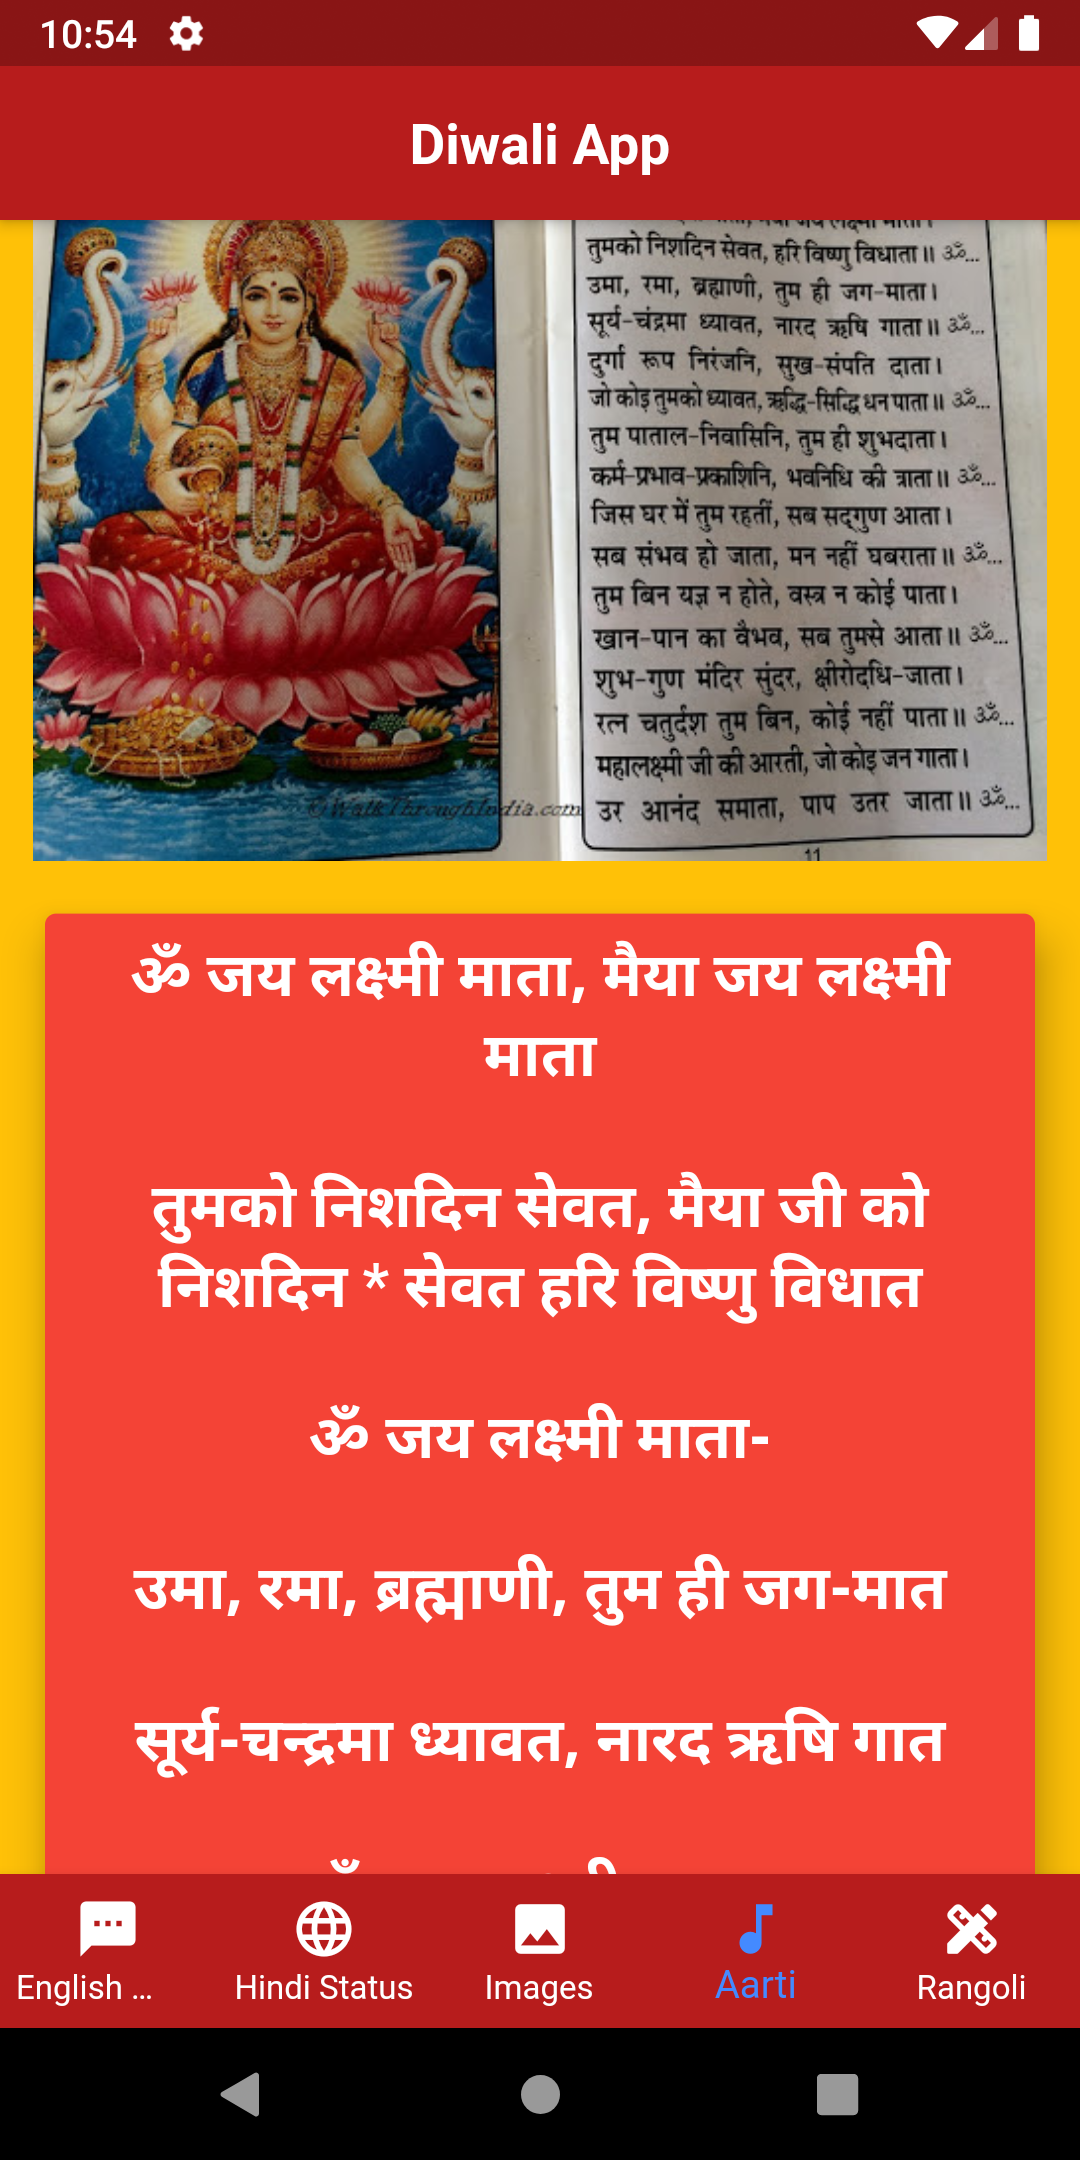 10:54
Diwali App
तुमको निशदिन सेवत, हरि विष्णु विधाता॥ ॐ...
उमा, रमा, ब्रह्माणी, तुम ही जग-माता।
सूर्य-चंद्रमा ध्यावत, नारद ऋषि गाता॥ ॐ...
दुर्गा रूप निरंजनि, सुख-संपति दाता।
जो कोइ तुमको ध्यावत, ऋद्धि-सिद्धि धन पाता॥ ॐ...
तुम पाताल-निवासिनि, तुम ही शुभदाता।
कर्म-प्रभाव-प्रकाशिनि, भवनिधि की त्राता॥ ॐ...
जिस घर में तुम रहतीं, सब सद्‌गुण आता।
सब संभव हो जाता, मन नहीं घबराता॥ ॐ...
तुम बिन यज्ञ न होते, वस्त्र न कोई पाता।
खान-पान का वैभव, सब तुमसे आता॥ ॐ...
शुभ-गुण मंदिर सुंदर, क्षीरोदधि-जाता।
रत्न चतुर्दश तुम बिन, कोई नहीं पाता॥ ॐ...
महालक्ष्मी जी की आरती, जो कोइ जन गाता।
उर आनंद समाता, पाप उतर जाता॥ ॐ...
©WalkThroughIndia.com
11
ॐ जय लक्ष्मी माता, मैया जय लक्ष्मी
माता
तुमको निशदिन सेवत, मैया जी को
निशदिन * सेवत हरि विष्णु विधात
ॐ जय लक्ष्मी माता-
उमा, रमा, ब्रह्माणी, तुम ही जग-मात
सूर्य-चन्द्रमा ध्यावत, नारद ऋषि गात
English ...
Hindi Status
Images
Aarti
Rangoli